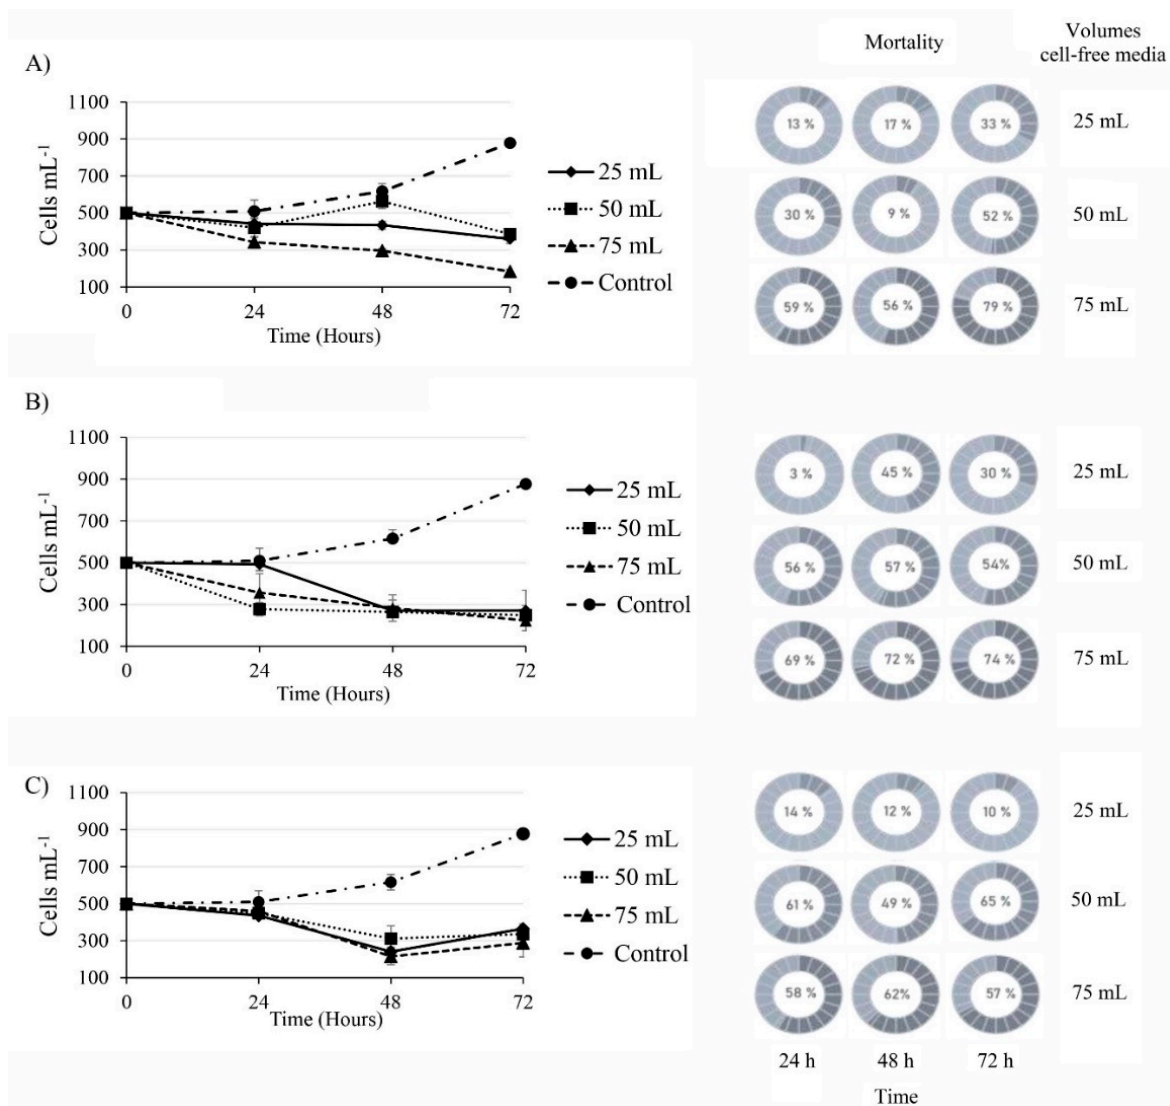 Mortality
Volumes
cell-free media
A)
1100
900
700
500
300
100
Cells mL⁻¹
0 24 48 72
Time (Hours)
25 mL
50 mL
75 mL
Control
13 % 17 % 33 % 25 mL
30 % 9 % 52 % 50 mL
59 % 56 % 79 % 75 mL
B)
1100
900
700
500
300
100
Cells mL⁻¹
0 24 48 72
Time (Hours)
25 mL
50 mL
75 mL
Control
3 % 45 % 30 % 25 mL
56 % 57 % 54% 50 mL
69 % 72 % 74 % 75 mL
C)
1100
900
700
500
300
100
Cells mL⁻¹
0 24 48 72
Time (Hours)
25 mL
50 mL
75 mL
Control
14 % 12 % 10 % 25 mL
61 % 49 % 65 % 50 mL
58 % 62% 57 % 75 mL
24 h 48 h 72 h
Time